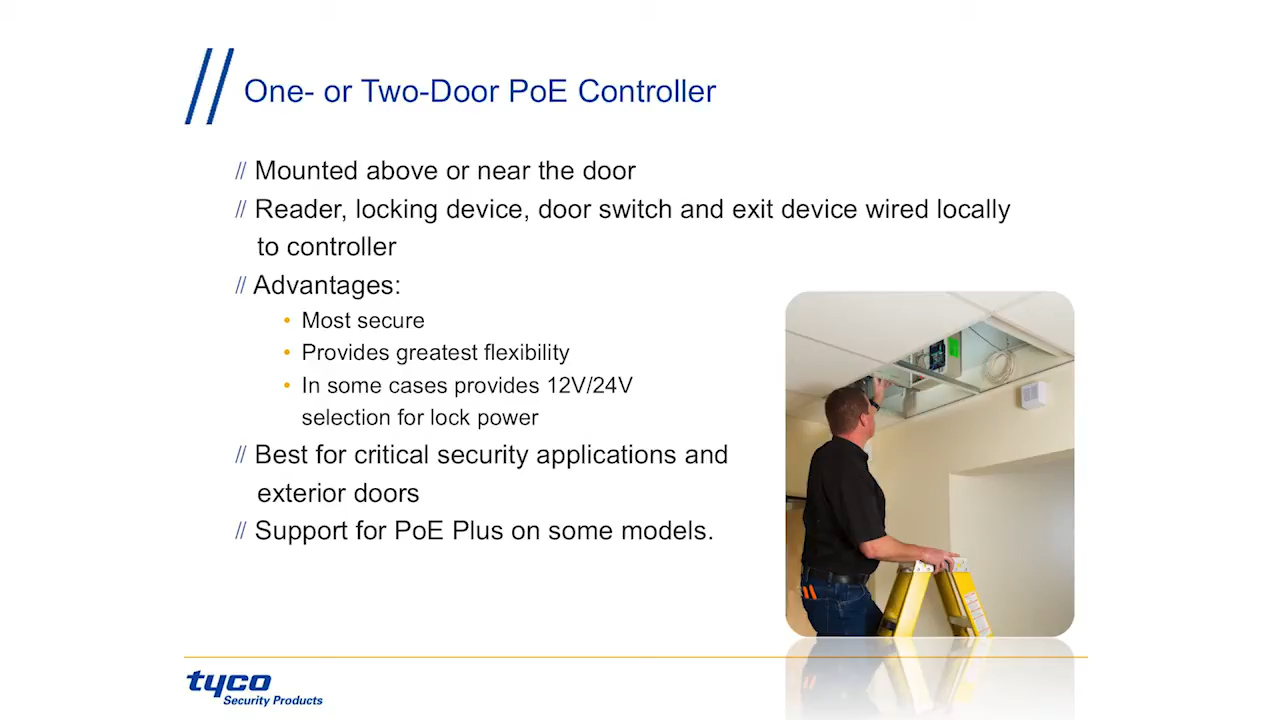 One- or Two-Door PoE Controller
// Mounted above or near the door
// Reader, locking device, door switch and exit device wired locally
to controller
// Advantages:
• Most secure
• Provides greatest flexibility
• In some cases provides 12V/24V
selection for lock power
// Best for critical security applications and
exterior doors
// Support for PoE Plus on some models.
tyco
Security Products